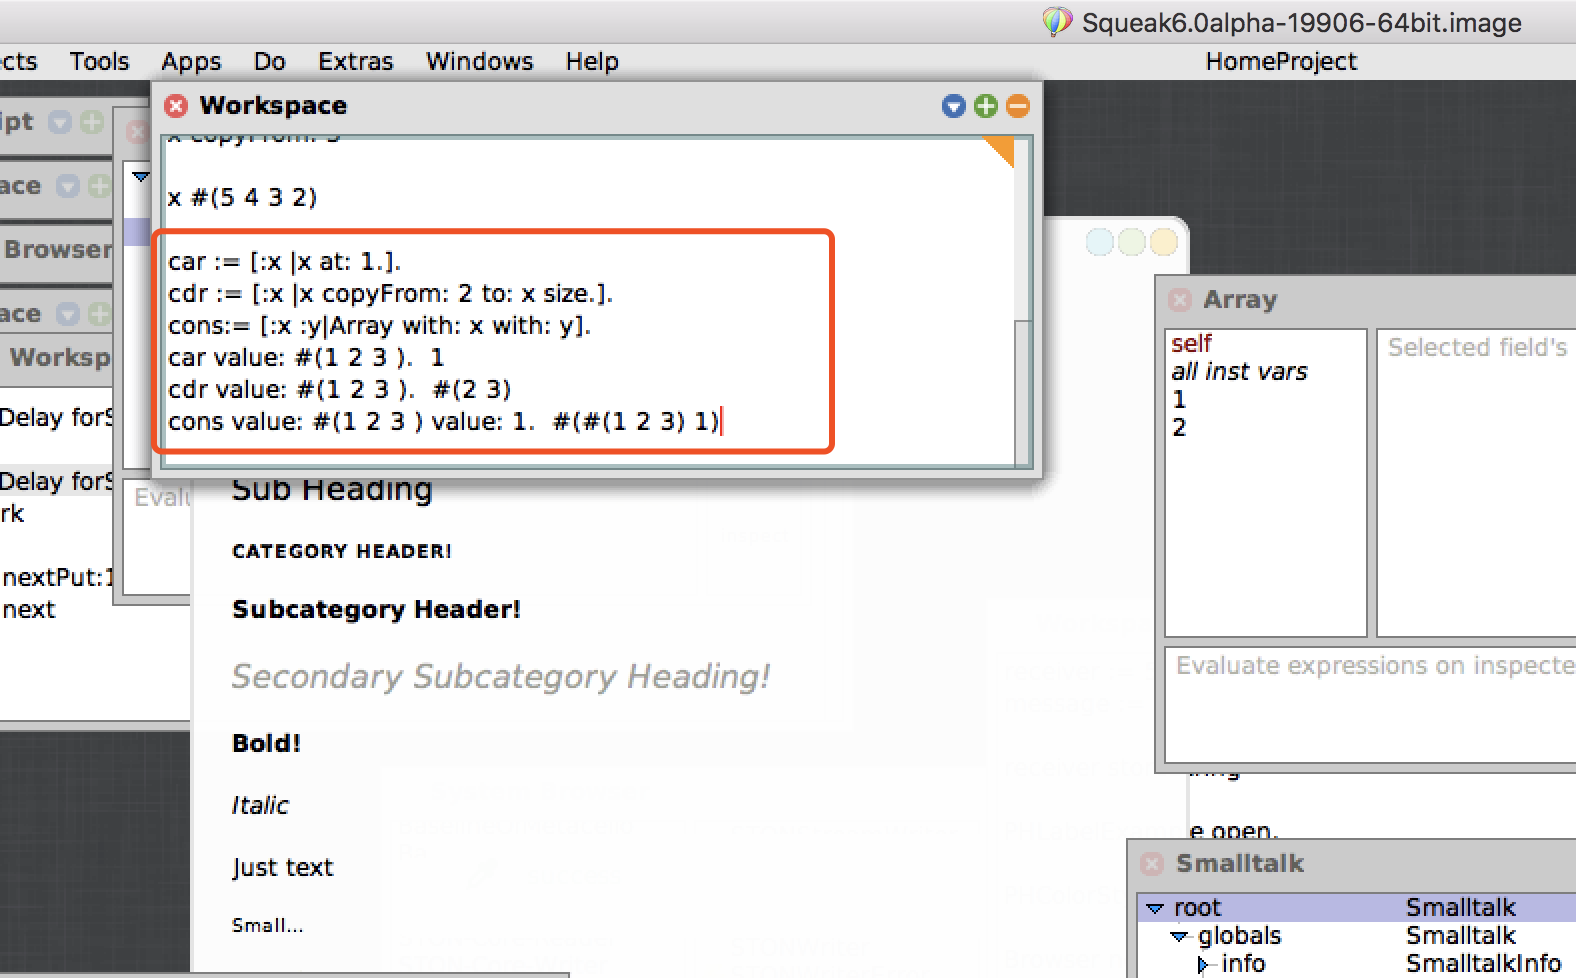 Squeak6.0alpha-19906-64bit.image
cts Tools Apps Do Extras Windows Help HomeProject
ipt
ace
Browser
ace
Worksp
Delay forS
Delay forS
rk
nextPut:1
next
Workspace
x copyFrom: 3
x #(5 4 3 2)
car := [:x |x at: 1.].
cdr := [:x |x copyFrom: 2 to: x size.].
cons:= [:x :y|Array with: x with: y].
car value: #(1 2 3 ).  1
cdr value: #(1 2 3 ).  #(2 3)
cons value: #(1 2 3 ) value: 1.  #(#(1 2 3) 1)
Evalu
Sub Heading
CATEGORY HEADER!
Subcategory Header!
Secondary Subcategory Heading!
Bold!
Italic
Just text
Small...
Array
self
all inst vars
1
2
Selected field's
Evaluate expressions on inspecte
e open.
Smalltalk
root Smalltalk
globals Smalltalk
info SmalltalkInfo